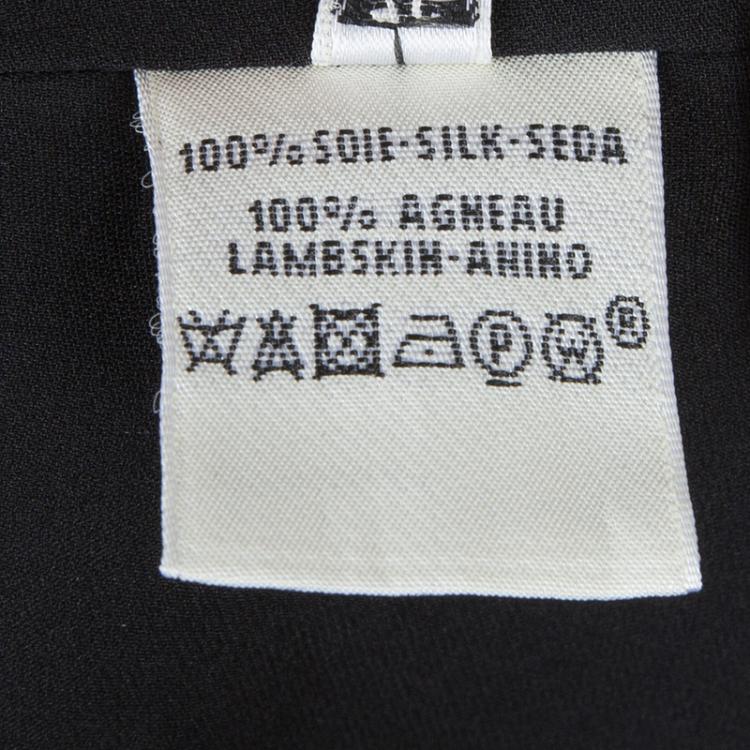 100% SOIE-SILK-SEDA
100% AGNEAU
LAMBSKIN-ANINO
P W ®